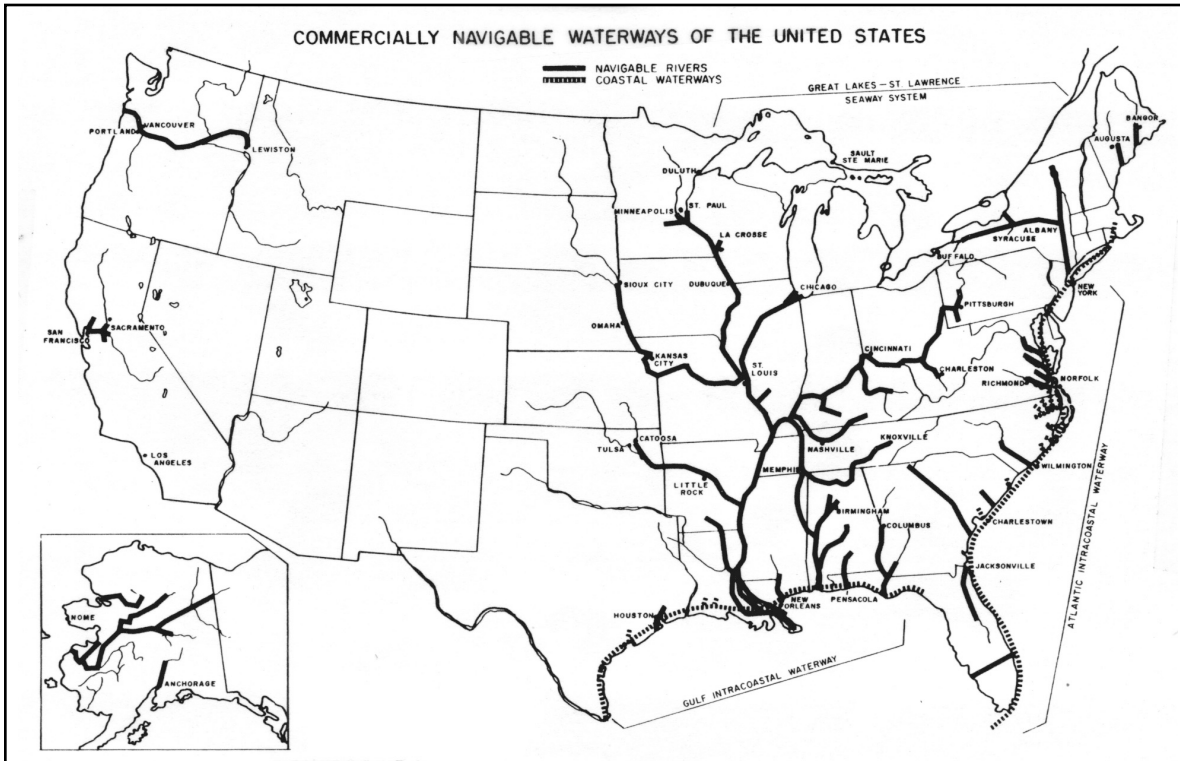 COMMERCIALLY NAVIGABLE WATERWAYS OF THE UNITED STATES
NAVIGABLE RIVERS
COASTAL WATERWAYS
GREAT LAKES—ST. LAWRENCE
SEAWAY SYSTEM
VANCOUVER
PORTLAND
LEWISTON
SAULT
STE MARIE
BANGOR
AUGUSTA
DULUTH
MINNEAPOLIS
ST. PAUL
LA CROSSE
ALBANY
SYRACUSE
BUFFALO
SIOUX CITY
DUBUQUE
CHICAGO
NEW
YORK
PITTSBURGH
SAN
FRANCISCO
SACRAMENTO
OMAHA
KANSAS
CITY
CINCINNATI
ST.
LOUIS
CHARLESTON
RICHMOND
NORFOLK
LOS
ANGELES
CATOOSA
TULSA
NASHVILLE
KNOXVILLE
MEMPHIS
WILMINGTON
LITTLE
ROCK
BIRMINGHAM
COLUMBUS
CHARLESTOWN
JACKSONVILLE
NEW
ORLEANS
PENSACOLA
HOUSTON
ATLANTIC INTRACOASTAL WATERWAY
GULF INTRACOASTAL WATERWAY
NOME
ANCHORAGE